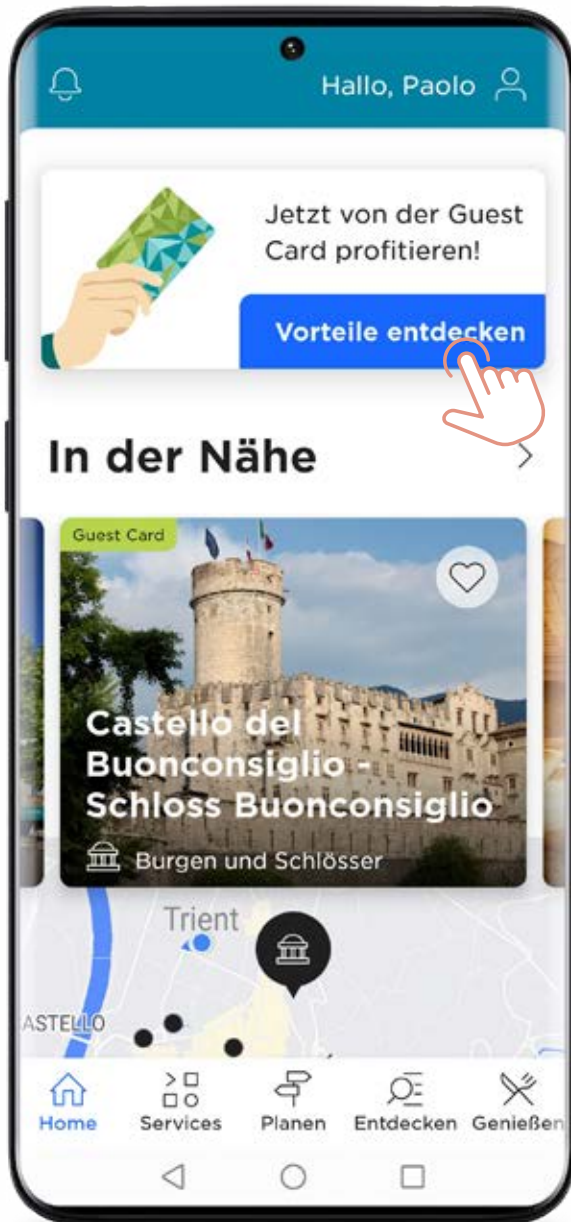 Hallo, Paolo
Jetzt von der Guest
Card profitieren!
Vorteile entdecken
In der Nähe
Guest Card
Castello del
Buonconsiglio -
Schloss Buonconsiglio
Burgen und Schlösser
Trient
ASTELLO
Home
Services
Planen
Entdecken
Genießen